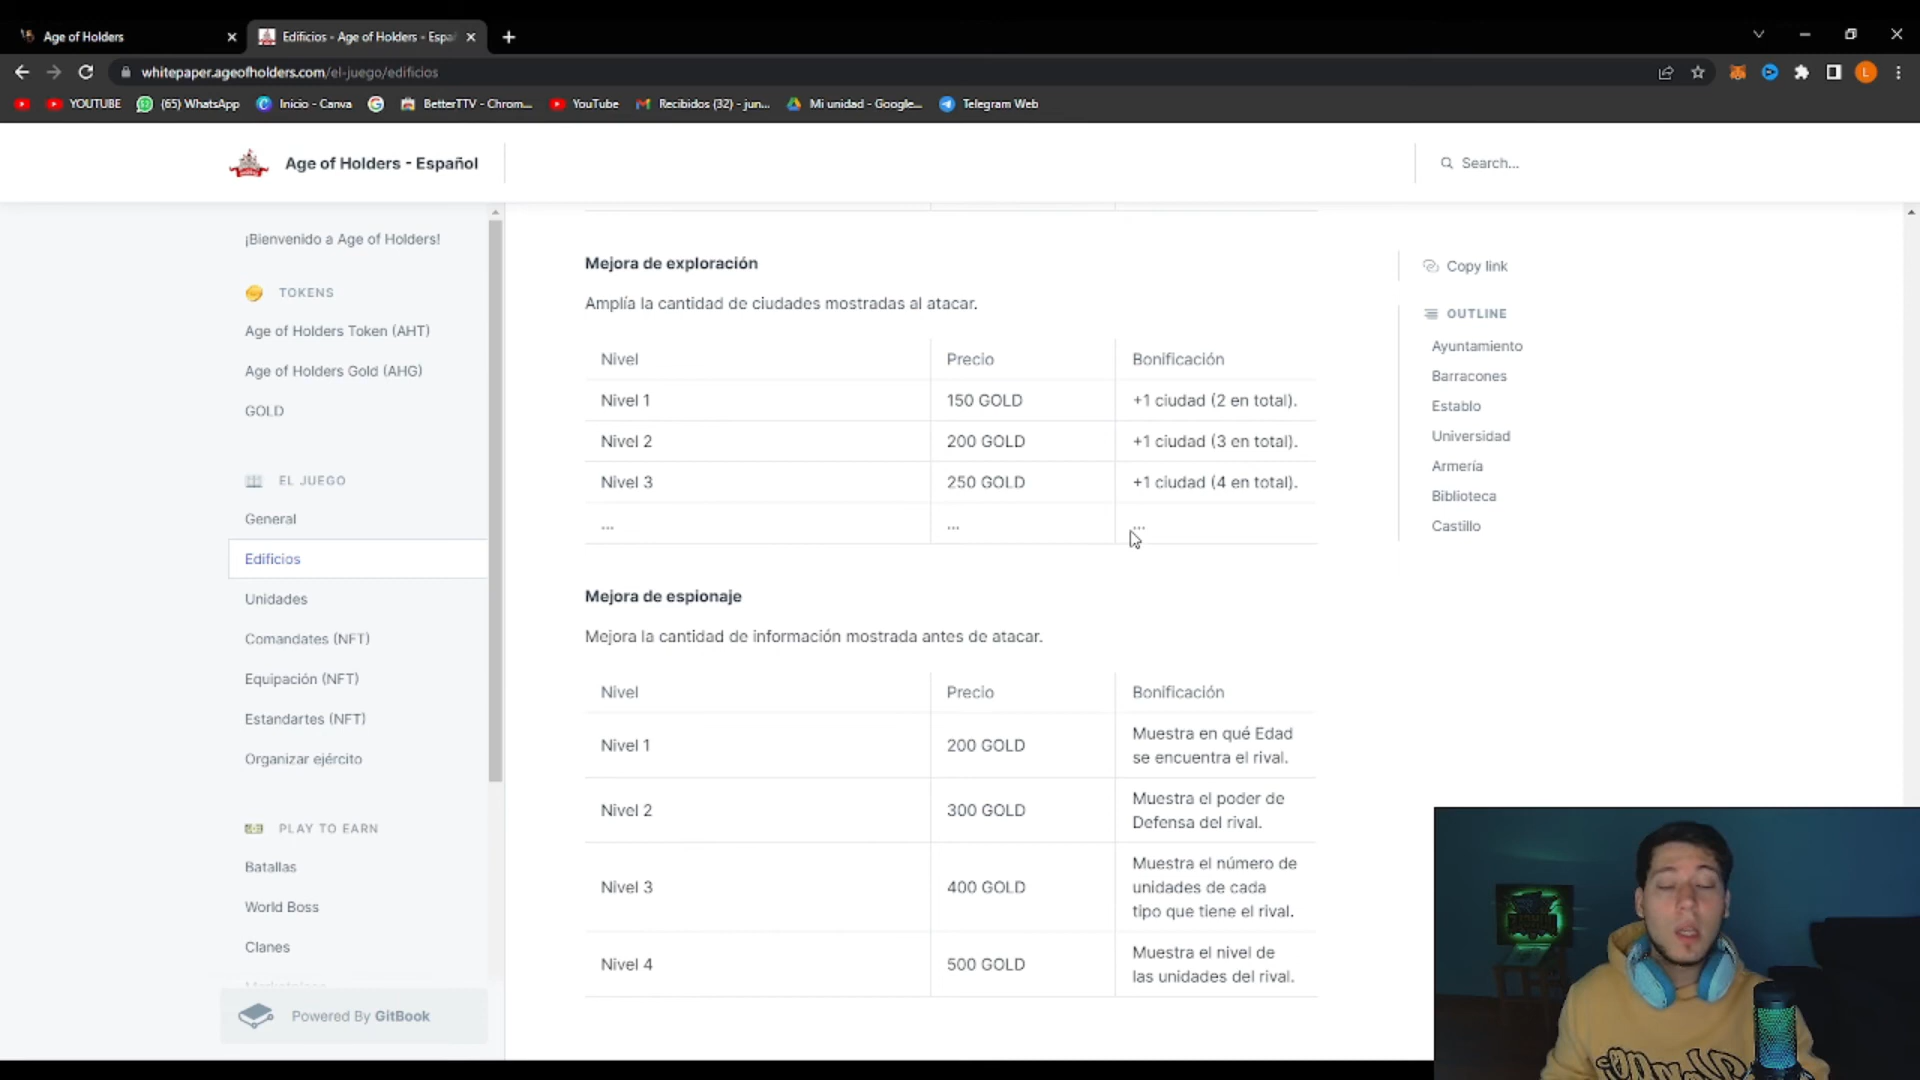 Age of Holders
Edificios - Age of Holders - Espa
whitepaper.ageofholders.com/el-juego/edificios
YOUTUBE
(65) WhatsApp
Inicio - Canva
BetterTTV - Chrom...
YouTube
Recibidos (32) - jun...
Mi unidad - Google...
Telegram Web
L
Age of Holders - Español
Search...
¡Bienvenido a Age of Holders!
TOKENS
Age of Holders Token (AHT)
Age of Holders Gold (AHG)
GOLD
EL JUEGO
General
Edificios
Unidades
Comandates (NFT)
Equipación (NFT)
Estandartes (NFT)
Organizar ejército
PLAY TO EARN
Batallas
World Boss
Clanes
Powered By GitBook
Mejora de exploración
Amplía la cantidad de ciudades mostradas al atacar.
Nivel Precio Bonificación
Nivel 1 150 GOLD +1 ciudad (2 en total).
Nivel 2 200 GOLD +1 ciudad (3 en total).
Nivel 3 250 GOLD +1 ciudad (4 en total).
... ... ...
Mejora de espionaje
Mejora la cantidad de información mostrada antes de atacar.
Nivel Precio Bonificación
Nivel 1 200 GOLD Muestra en qué Edad
se encuentra el rival.
Nivel 2 300 GOLD Muestra el poder de
Defensa del rival.
Nivel 3 400 GOLD Muestra el número de
unidades de cada
tipo que tiene el rival.
Nivel 4 500 GOLD Muestra el nivel de
las unidades del rival.
Copy link
OUTLINE
Ayuntamiento
Barracones
Establo
Universidad
Armería
Biblioteca
Castillo